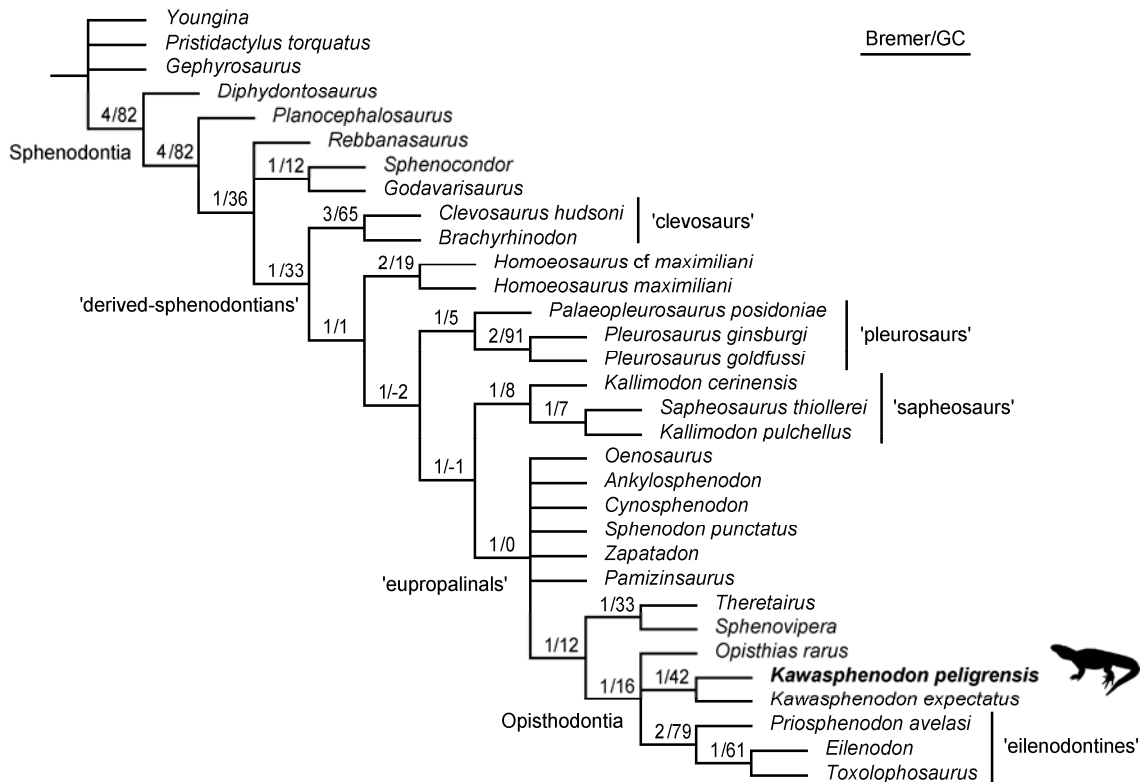 Youngina
Pristidactylus torquatus
Bremer/GC
Gephyrosaurus
Diphydontosaurus
4/82
Planocephalosaurus
Sphenodontia
4/82
Rebbanasaurus
1/12
Sphenocondor
Godavarisaurus
1/36
3/65
Clevosaurus hudsoni
'clevosaurs'
Brachyrhinodon
1/33
2/19
Homoeosaurus cf maximiliani
Homoeosaurus maximiliani
'derived-sphenodontians'
1/1
1/5
Palaeopleurosaurus posidoniae
2/91
Pleurosaurus ginsburgi
'pleurosaurs'
Pleurosaurus goldfussi
1/-2
1/8
Kallimodon cerinensis
1/7
Sapheosaurus thiollerei
'sapheosaurs'
Kallimodon pulchellus
1/-1
Oenosaurus
Ankylosphenodon
Cynosphenodon
Sphenodon punctatus
1/0
Zapatadon
'eupropalinals'
Pamizinsaurus
1/33
Theretairus
Sphenovipera
1/12
Opisthias rarus
1/42
Kawasphenodon peligrensis
1/16
Kawasphenodon expectatus
Opisthodontia
2/79
Priosphenodon avelasi
1/61
Eilenodon
'eilenodontines'
Toxolophosaurus